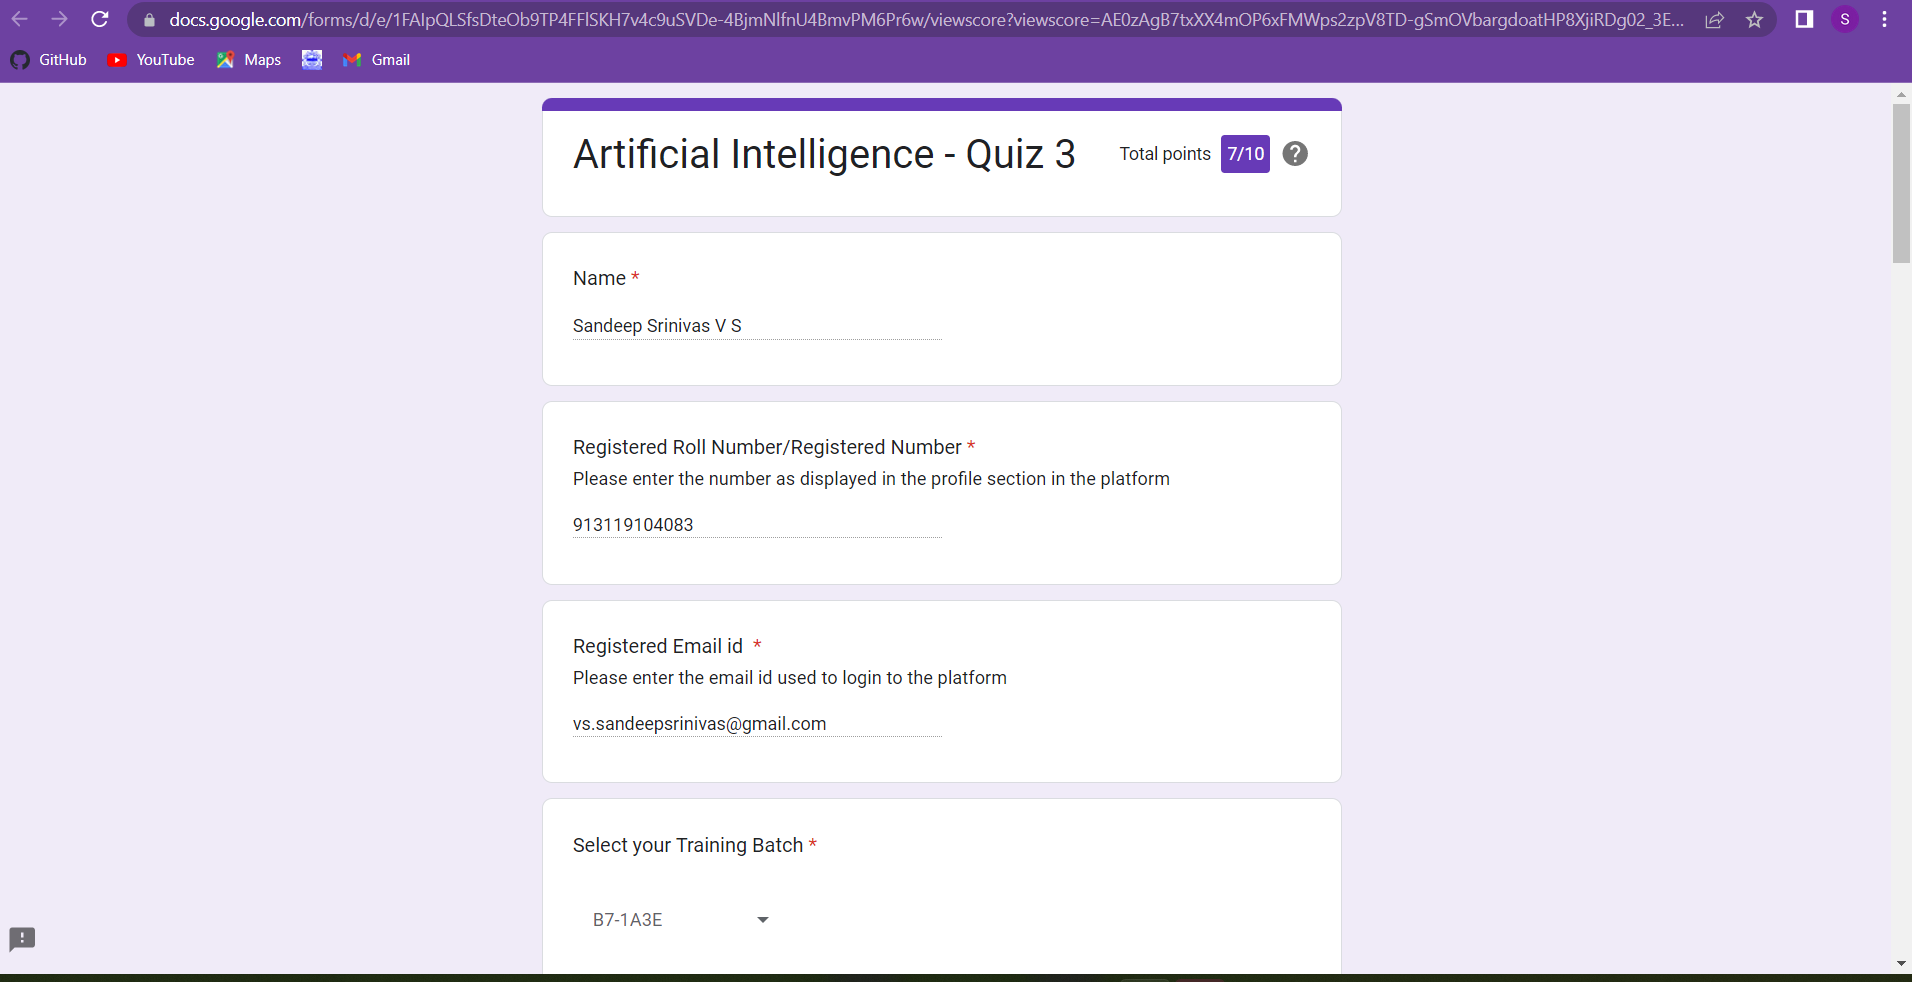 docs.google.com/forms/d/e/1FAIpQLSfsDteOb9TP4FFlSKH7v4c9uSVDe-4BjmNlfnU4BmvPM6Pr6w/viewscore?viewscore=AE0zAgB7txXX4mOP6xFMWps2zpV8TD-gSmOVbargdoatHP8XjiRDg02_3E...
S
GitHub YouTube Maps Gmail
Artificial Intelligence - Quiz 3 Total points 7/10 ?
Name *
Sandeep Srinivas V S
Registered Roll Number/Registered Number *
Please enter the number as displayed in the profile section in the platform
913119104083
Registered Email id *
Please enter the email id used to login to the platform
vs.sandeepsrinivas@gmail.com
Select your Training Batch *
B7-1A3E